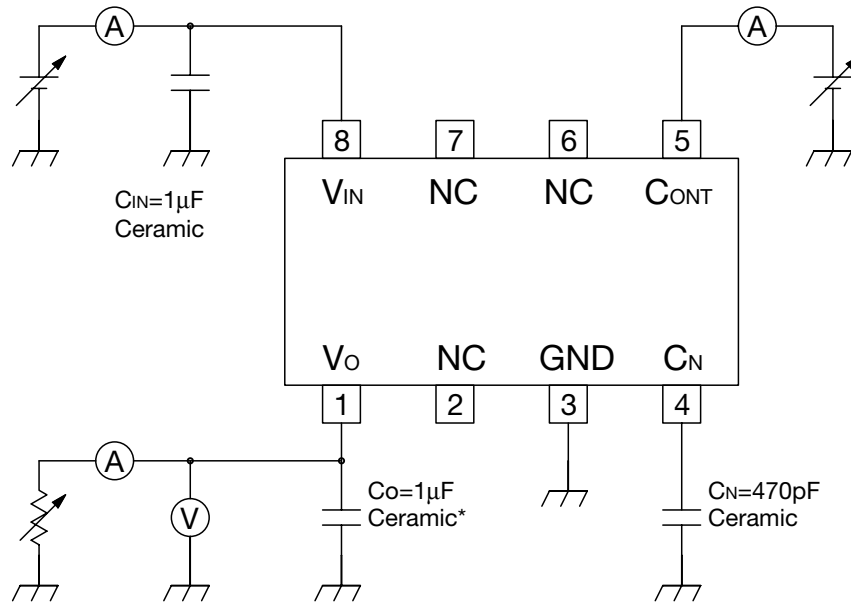 A
A
8 7 6 5
VIN NC NC CONT
CIN=1μF
Ceramic
VO NC GND CN
1 2 3 4
A
V
Co=1μF
Ceramic*
CN=470pF
Ceramic